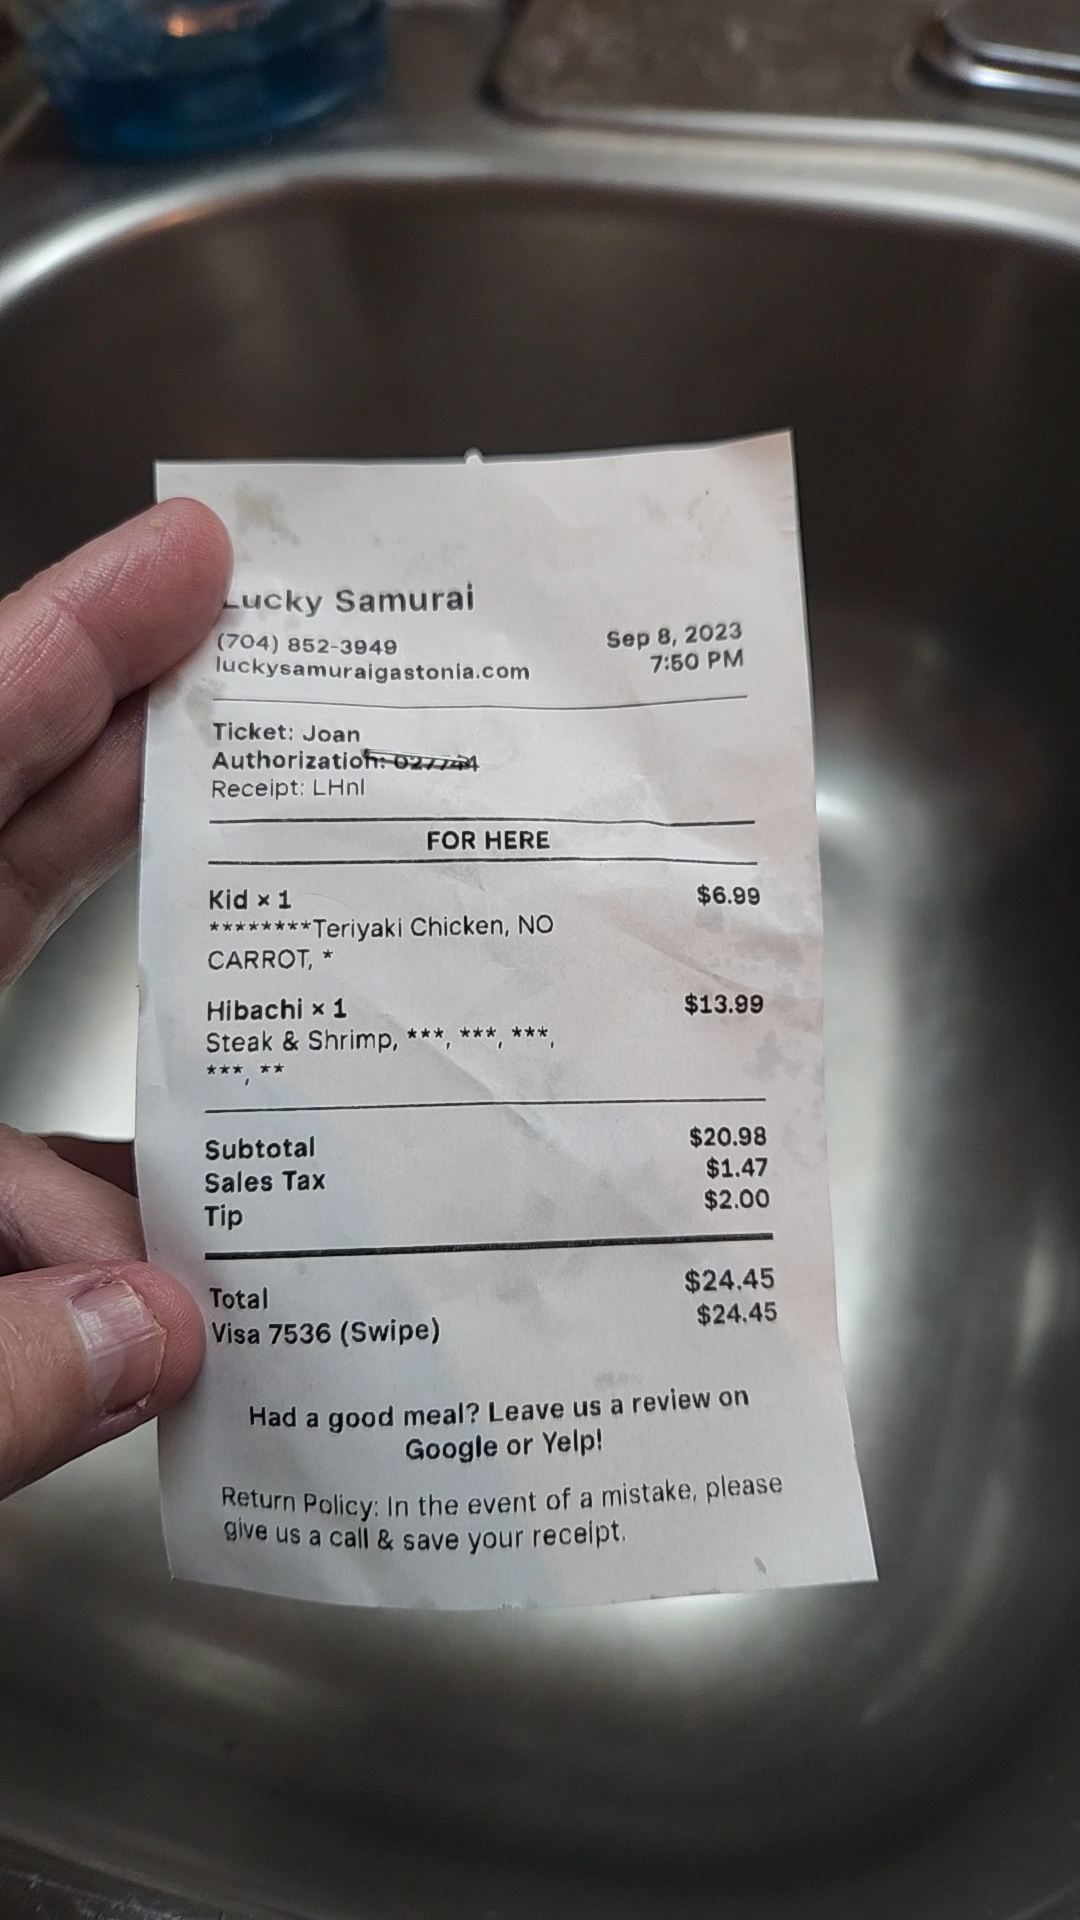 Lucky Samurai
(704) 852-3949
luckysamuraigastonia.com
Sep 8, 2023
7:50 PM
Ticket: Joan
Authorization:
Receipt: LHnl
FOR HERE
Kid × 1 $6.99
********Teriyaki Chicken, NO
CARROT, *
Hibachi × 1 $13.99
Steak & Shrimp, ***, ***, ***,
***, **
Subtotal $20.98
Sales Tax $1.47
Tip $2.00
Total $24.45
Visa 7536 (Swipe) $24.45
Had a good meal? Leave us a review on
Google or Yelp!
Return Policy: In the event of a mistake, please
give us a call & save your receipt.